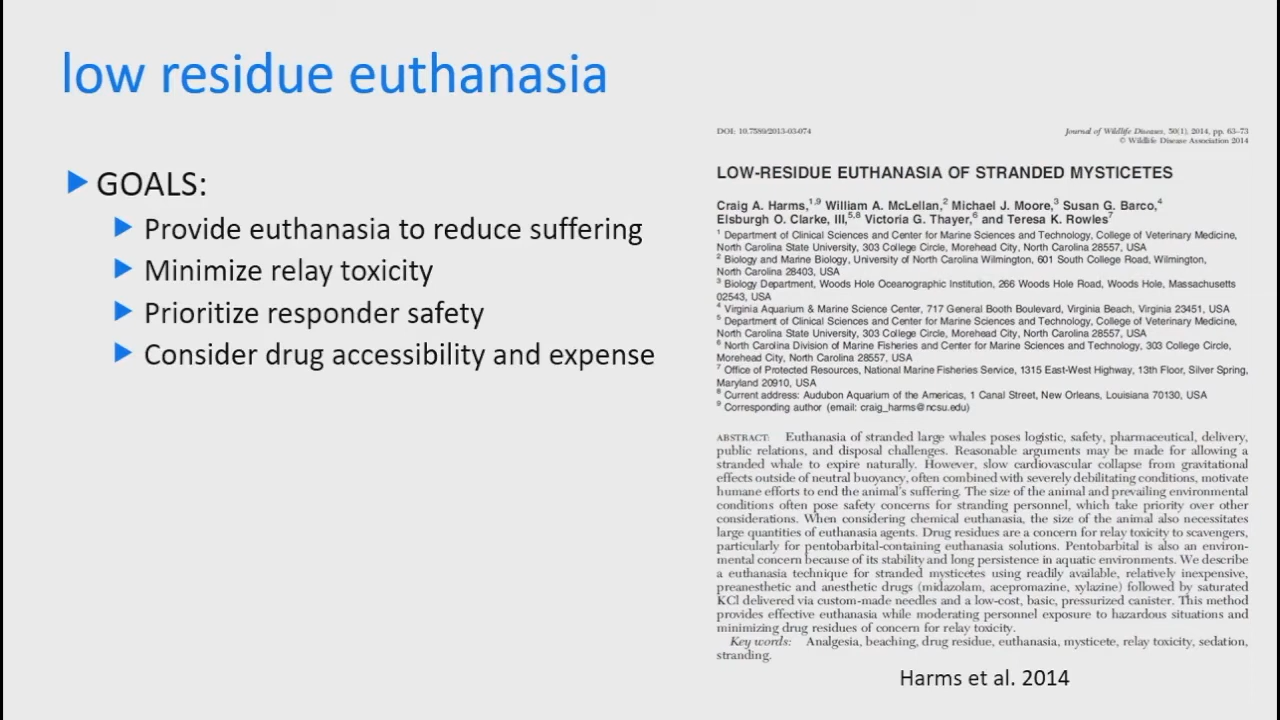 low residue euthanasia
GOALS:
Provide euthanasia to reduce suffering
Minimize relay toxicity
Prioritize responder safety
Consider drug accessibility and expense
DOI: 10.7589/2013-03-074
Journal of Wildlife Diseases, 50(1), 2014, pp. 63–73
© Wildlife Disease Association 2014
LOW-RESIDUE EUTHANASIA OF STRANDED MYSTICETES
Craig A. Harms,1,9 William A. McLellan,2 Michael J. Moore,3 Susan G. Barco,4
Elsburgh O. Clarke, III,5,8 Victoria G. Thayer,6 and Teresa K. Rowles7
1 Department of Clinical Sciences and Center for Marine Sciences and Technology, College of Veterinary Medicine,
North Carolina State University, 303 College Circle, Morehead City, North Carolina 28557, USA
2 Biology and Marine Biology, University of North Carolina Wilmington, 601 South College Road, Wilmington,
North Carolina 28403, USA
3 Biology Department, Woods Hole Oceanographic Institution, 266 Woods Hole Road, Woods Hole, Massachusetts
02543, USA
4 Virginia Aquarium & Marine Science Center, 717 General Booth Boulevard, Virginia Beach, Virginia 23451, USA
5 Department of Clinical Sciences and Center for Marine Sciences and Technology, College of Veterinary Medicine,
North Carolina State University, 303 College Circle, Morehead City, North Carolina 28557, USA
6 North Carolina Division of Marine Fisheries and Center for Marine Sciences and Technology, 303 College Circle,
Morehead City, North Carolina 28557, USA
7 Office of Protected Resources, National Marine Fisheries Service, 1315 East-West Highway, 13th Floor, Silver Spring,
Maryland 20910, USA
8 Current address: Audubon Aquarium of the Americas, 1 Canal Street, New Orleans, Louisiana 70130, USA
9 Corresponding author (email: craig_harms@ncsu.edu)
ABSTRACT: Euthanasia of stranded large whales poses logistic, safety, pharmaceutical, delivery,
public relations, and disposal challenges. Reasonable arguments may be made for allowing a
stranded whale to expire naturally. However, slow cardiovascular collapse from gravitational
effects outside of neutral buoyancy, often combined with severely debilitating conditions, motivate
humane efforts to end the animal's suffering. The size of the animal and prevailing environmental
conditions often pose safety concerns for stranding personnel, which take priority over other
considerations. When considering chemical euthanasia, the size of the animal also necessitates
large quantities of euthanasia agents. Drug residues are a concern for relay toxicity to scavengers,
particularly for pentobarbital-containing euthanasia solutions. Pentobarbital is also an environ-
mental concern because of its stability and long persistence in aquatic environments. We describe
a euthanasia technique for stranded mysticetes using readily available, relatively inexpensive,
preanesthetic and anesthetic drugs (midazolam, acepromazine, xylazine) followed by saturated
KCl delivered via custom-made needles and a low-cost, basic, pressurized canister. This method
provides effective euthanasia while moderating personnel exposure to hazardous situations and
minimizing drug residues of concern for relay toxicity.
Key words: Analgesia, beaching, drug residue, euthanasia, mysticete, relay toxicity, sedation,
stranding.
Harms et al. 2014